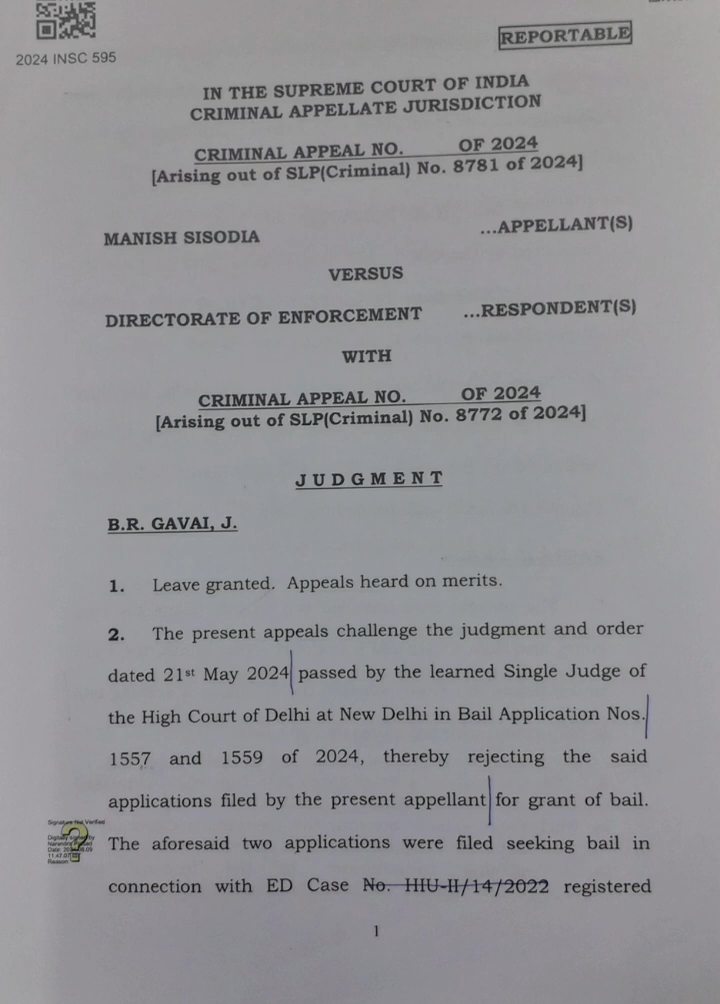 2024 INSC 595
REPORTABLE
IN THE SUPREME COURT OF INDIA
CRIMINAL APPELLATE JURISDICTION
CRIMINAL APPEAL NO. OF 2024
[Arising out of SLP(Criminal) No. 8781 of 2024]
MANISH SISODIA ...APPELLANT(S)
VERSUS
DIRECTORATE OF ENFORCEMENT ...RESPONDENT(S)
WITH
CRIMINAL APPEAL NO. OF 2024
[Arising out of SLP(Criminal) No. 8772 of 2024]
J U D G M E N T
B.R. GAVAI, J.
1. Leave granted. Appeals heard on merits.
2. The present appeals challenge the judgment and order
dated 21st May 2024 passed by the learned Single Judge of
the High Court of Delhi at New Delhi in Bail Application Nos.
1557 and 1559 of 2024, thereby rejecting the said
applications filed by the present appellant for grant of bail.
Signature Not Verified
The aforesaid two applications were filed seeking bail in
connection with ED Case No. HIU-II/14/2022 registered
1